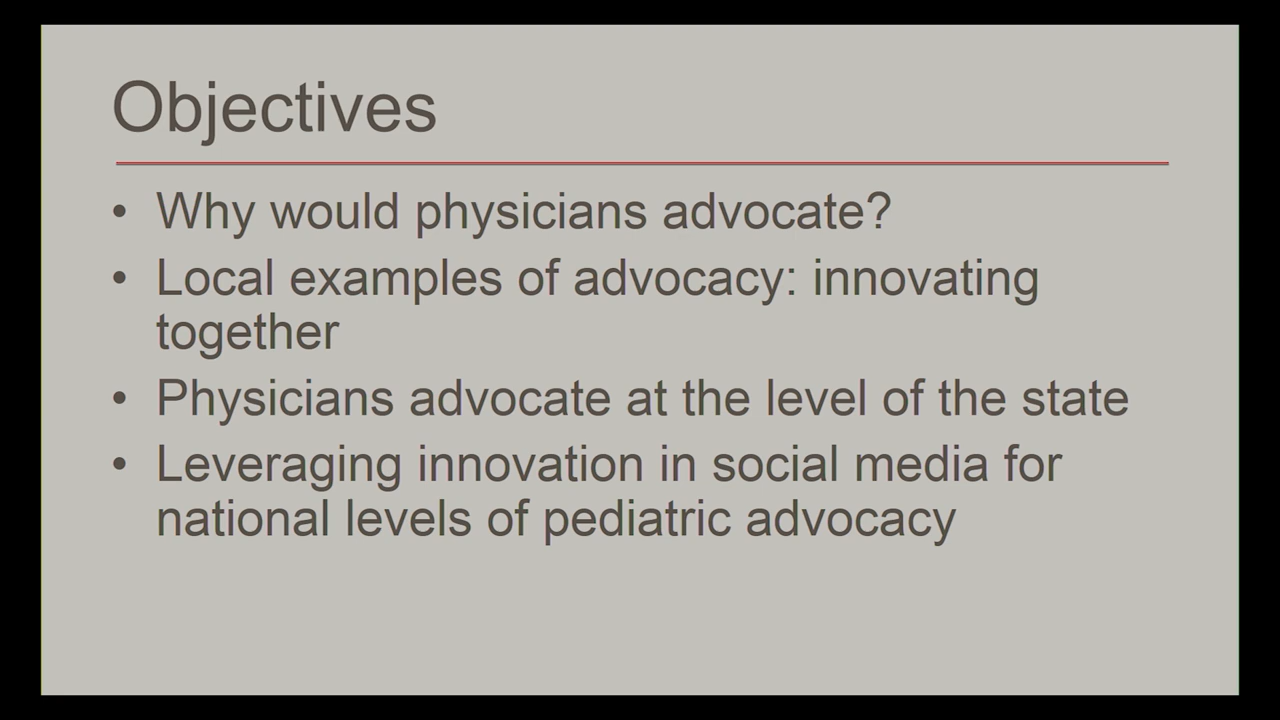 Objectives
• Why would physicians advocate?
• Local examples of advocacy: innovating
together
• Physicians advocate at the level of the state
• Leveraging innovation in social media for
national levels of pediatric advocacy